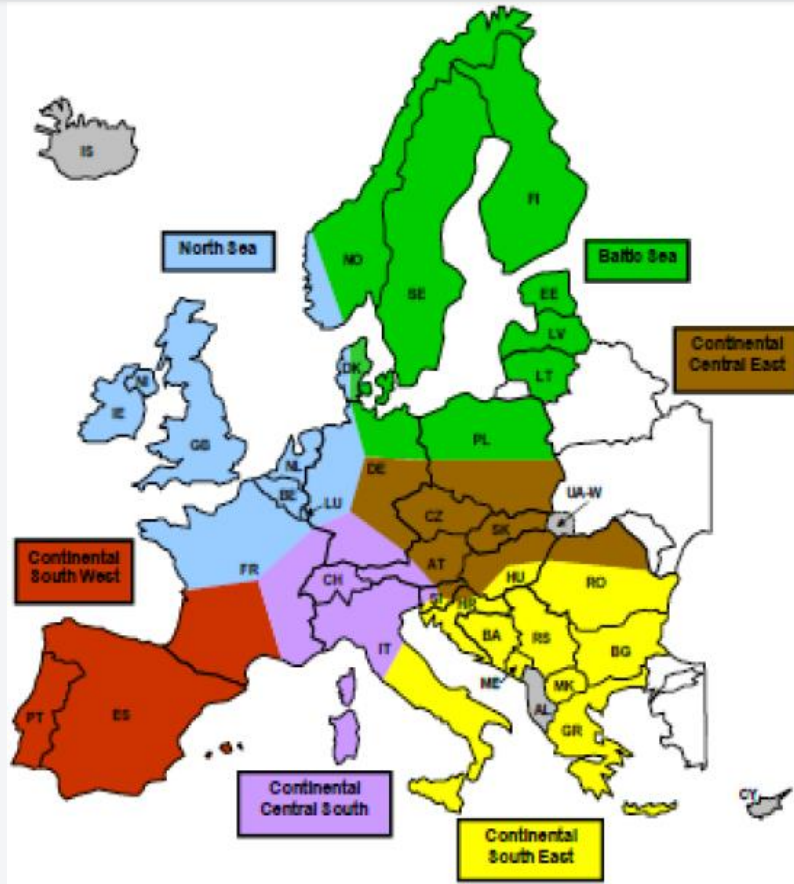 IS
North Sea
NO
SE
FI
Baltic Sea
EE
LV
LT
Continental
Central East
DK
NI
IE
GB
NL
BE
LU
DE
PL
UA-W
CZ
SK
Continental
South West
FR
CH
AT
HU
RO
SI
HR
IT
BA
RS
BG
ME
MK
AL
GR
PT
ES
CY
Continental
Central South
Continental
South East